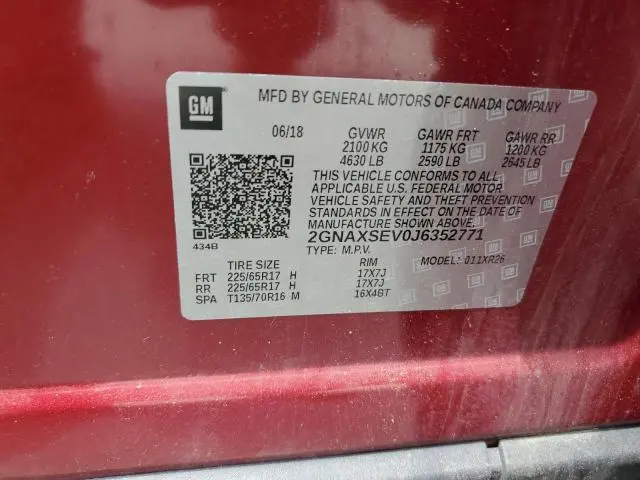 GM
MFD BY GENERAL MOTORS OF CANADA COMPANY
06/18 GVWR GAWR FRT GAWR RR
2100 KG 1175 KG 1200 KG
4630 LB 2590 LB 2645 LB
THIS VEHICLE CONFORMS TO ALL
APPLICABLE U.S. FEDERAL MOTOR
VEHICLE SAFETY AND THEFT
PREVENTION STANDARDS IN
EFFECT ON THE DATE OF
MANUFACTURE SHOWN ABOVE.
434B
2GNAXSEV0J6352771
TYPE: M.P.V. MODEL: 011XR26
TIRE SIZE RIM
FRT 225/65R17 H 17X7J
RR 225/65R17 H 17X7J
SPA T135/70R16 M 16X4BT